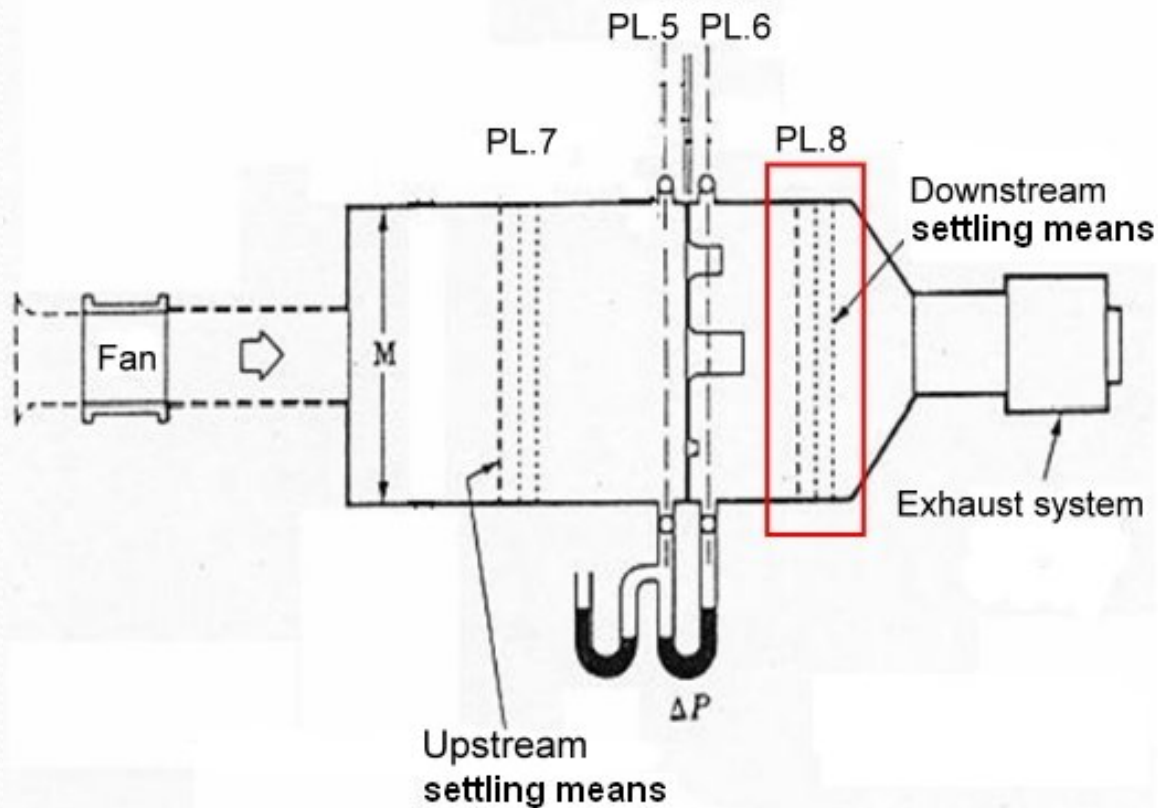 PL.5 PL.6
PL.7
PL.8
Downstream
settling means
Fan
M
Exhaust system
ΔP
Upstream
settling means